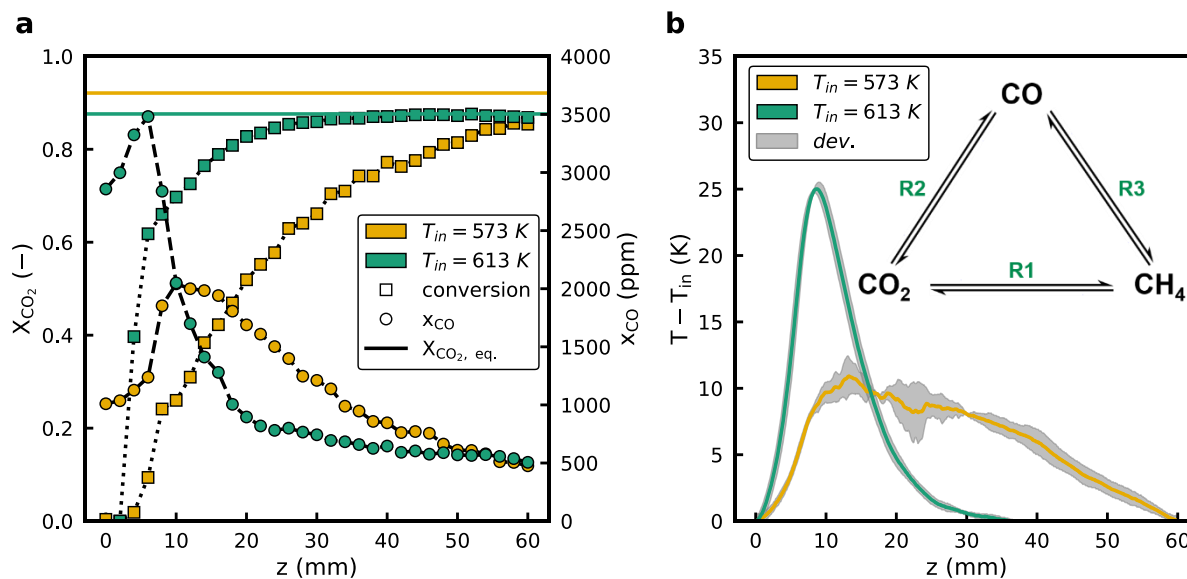 a
1.0
0.8
0.6
0.4
0.2
0.0
X_CO2 (−)
4000
3500
3000
2500
2000
1500
1000
500
0
x_CO (ppm)
0 10 20 30 40 50 60
z (mm)
T_in = 573 K
T_in = 613 K
conversion
x_CO
X_CO2, eq.
b
35
30
25
20
15
10
5
0
T − T_in (K)
0 10 20 30 40 50 60
z (mm)
T_in = 573 K
T_in = 613 K
dev.
CO
R2
R3
R1
CO2
CH4